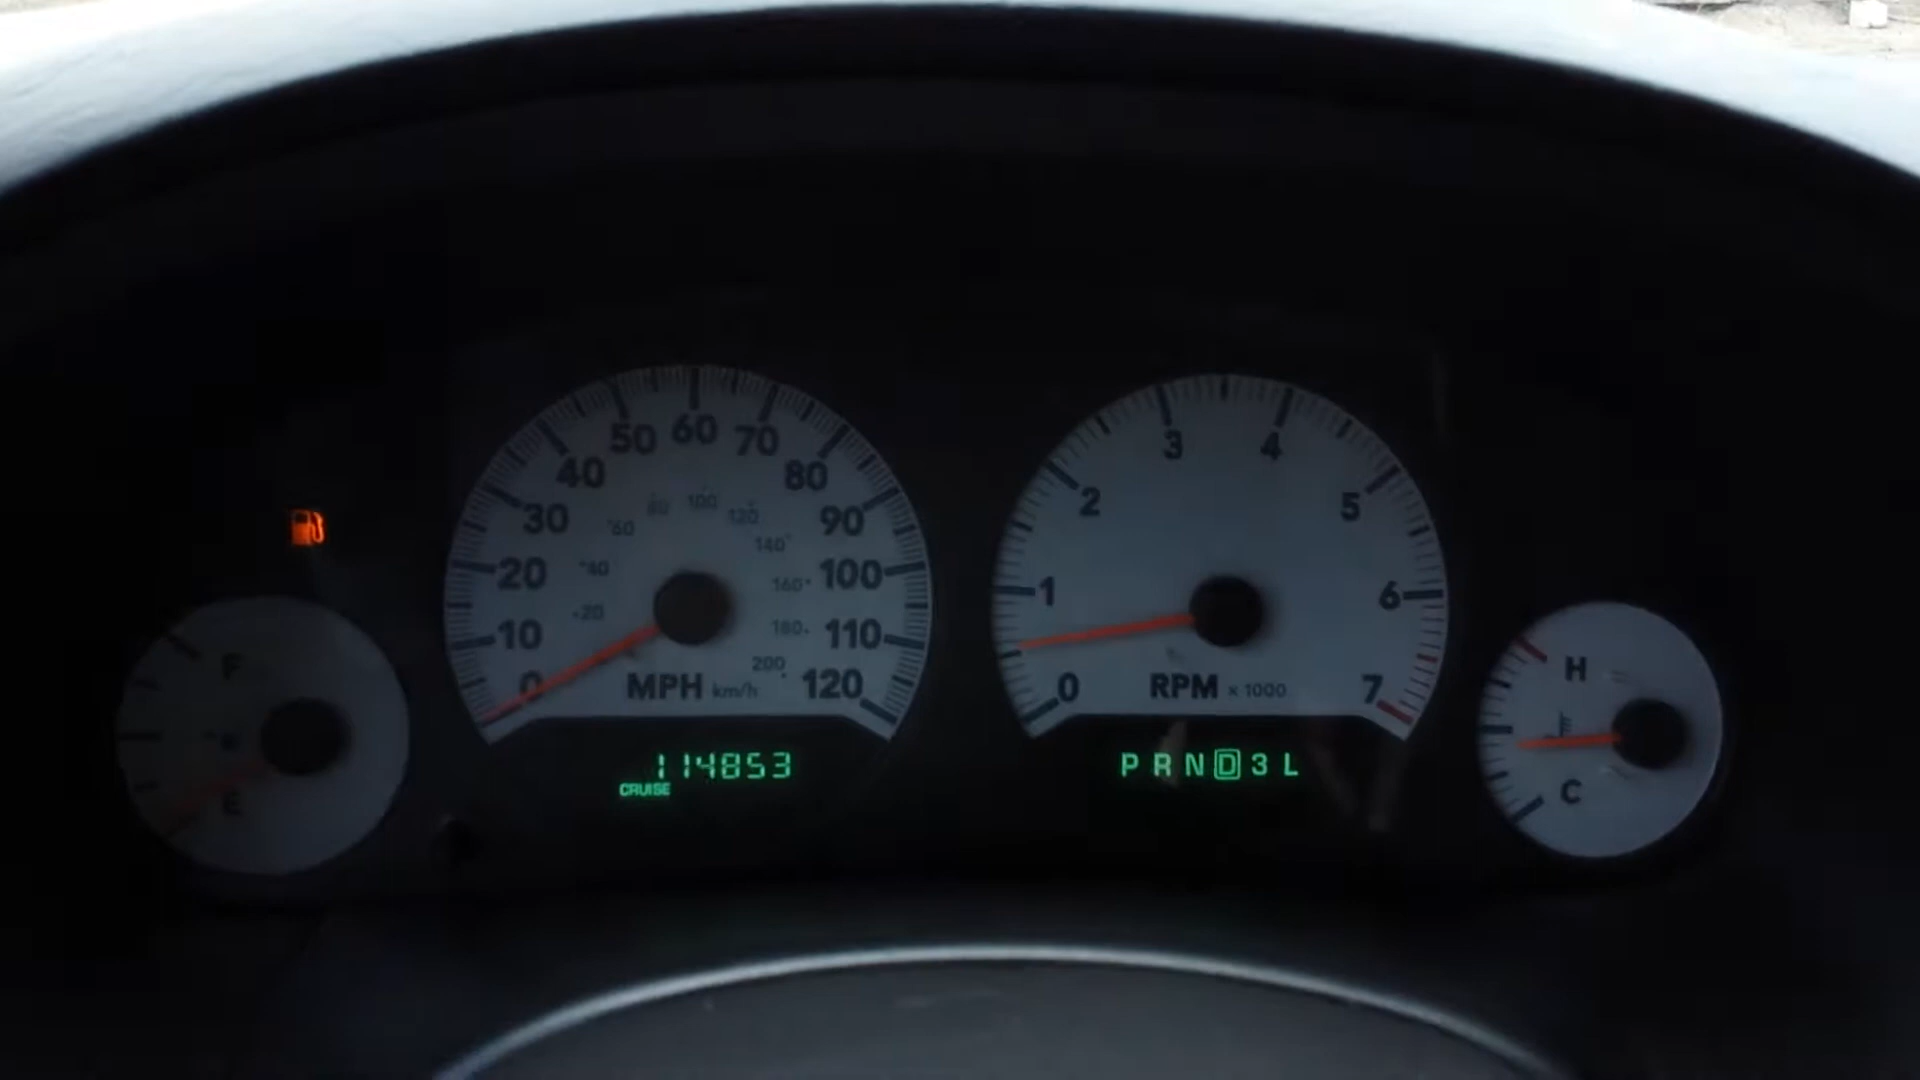 50 60 70
40 80
30 90
20 100
10 110
0 120
60 80 100 120
40 140
20 160
180
200
MPH km/h
114853
CRUISE
3 4
2 5
1 6
0 7
RPM x 1000
P R N D 3 L
F
E
H
C